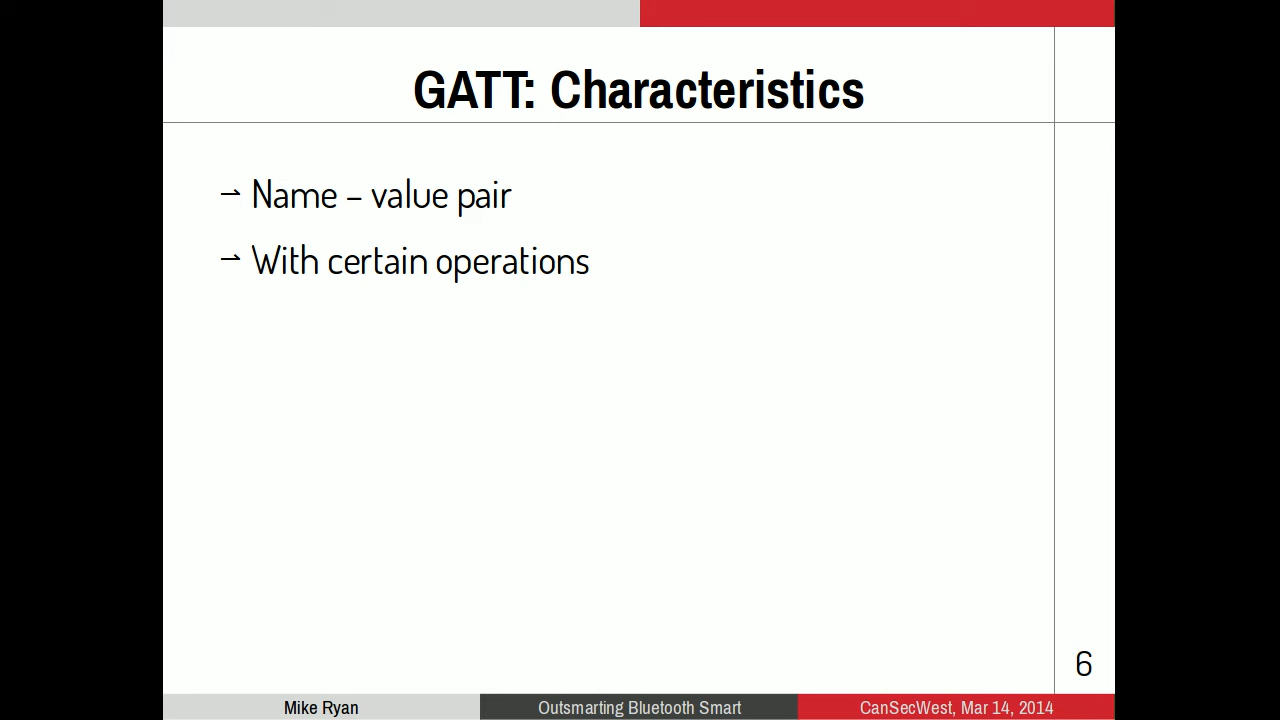 GATT: Characteristics
→ Name – value pair
→ With certain operations
6
Mike Ryan
Outsmarting Bluetooth Smart
CanSecWest, Mar 14, 2014